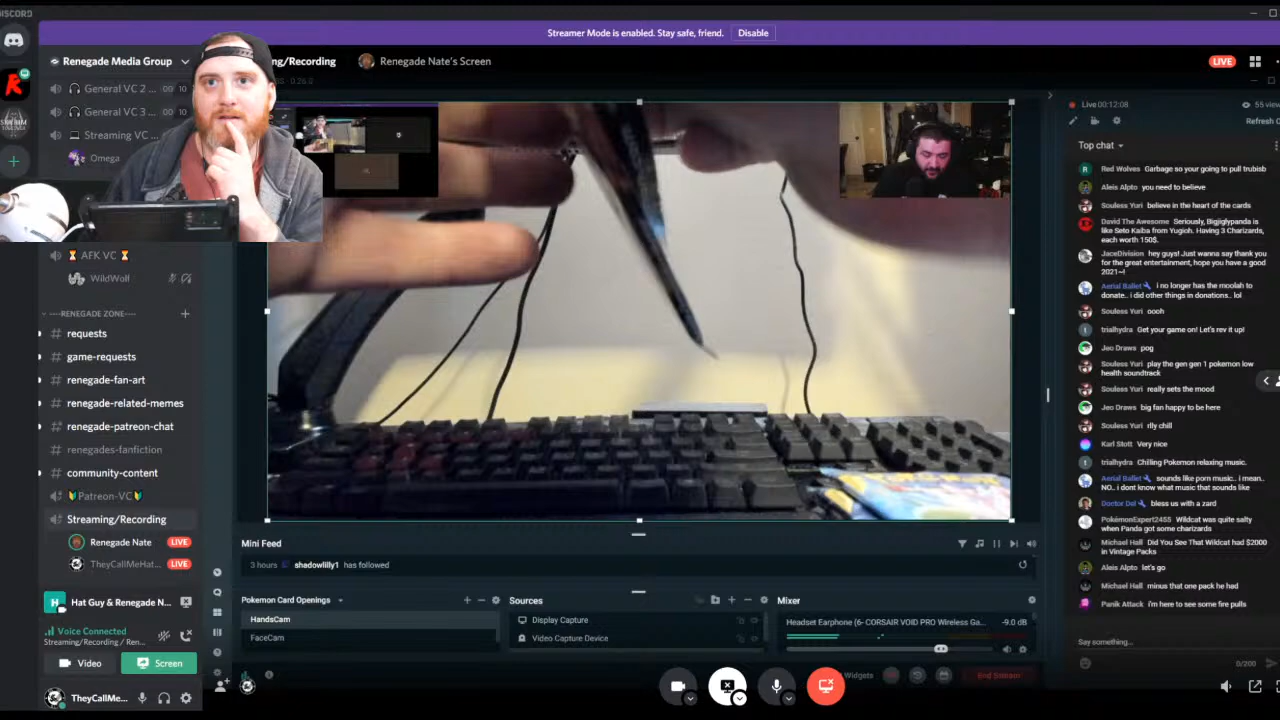 DISCORD
Streamer Mode is enabled. Stay safe, friend.
Disable
Renegade Media Group
ng/Recording
Renegade Nate's Screen
LIVE
General VC 2 ...
10
General VC 3 ...
10
Streaming VC ...
Omega
AFK VC
WildWolf
RENEGADE ZONE
requests
game-requests
renegade-fan-art
renegade-related-memes
renegade-patreon-chat
renegades-fanfiction
community-content
Patreon-VC
Streaming/Recording
Renegade Nate
LIVE
TheyCallMeHat...
LIVE
Hat Guy & Renegade N...
Voice Connected
Streaming/Recording / Ren...
Video
Screen
TheyCallMe...
Mini Feed
3 hours
shadowlilly1 has followed
Pokemon Card Openings
HandsCam
FaceCam
Sources
Display Capture
Video Capture Device
Mixer
Headset Earphone (6- CORSAIR VOID PRO Wireless Ga...
-9.0 dB
Widgets
End Stream
Live 00:12:08
55 view
Refresh C
Top chat
Red Wolves Garbage so your going to pull trubisb
Aleis Alpto you need to believe
Souless Yuri believe in the heart of the cards
David The Awesome Seriously, Bigjiglypanda is
like Seto Kaiba from Yugioh. Having 3 Charizards,
each worth 150$.
JaceDivision hey guys! Just wanna say thank you
for the great entertainment, hope you have a good
2021~!
Aerial Ballet i no longer has the moolah to
donate.. i did other things in donations.. lol
Souless Yuri oooh
trialhydra Get your game on! Let's rev it up!
Jeo Draws pog
Souless Yuri play the gen gen 1 pokemon low
health soundtrack
Souless Yuri really sets the mood
Jeo Draws big fan happy to be here
Souless Yuri rlly chill
Karl Stott Very nice
trialhydra Chilling Pokemon relaxing music.
Aerial Ballet sounds like porn music.. i mean..
NO.. i dont know what music that sounds like
Doctor Del bless us with a zard
PokémonExpert2455 Wildcat was quite salty
when Panda got some charizards
Michael Hall Did You See That Wildcat had $2000
in Vintage Packs
Aleis Alpto let's go
Michael Hall minus that one pack he had
Panik Attack i'm here to see some fire pulls
Say something...
0/200